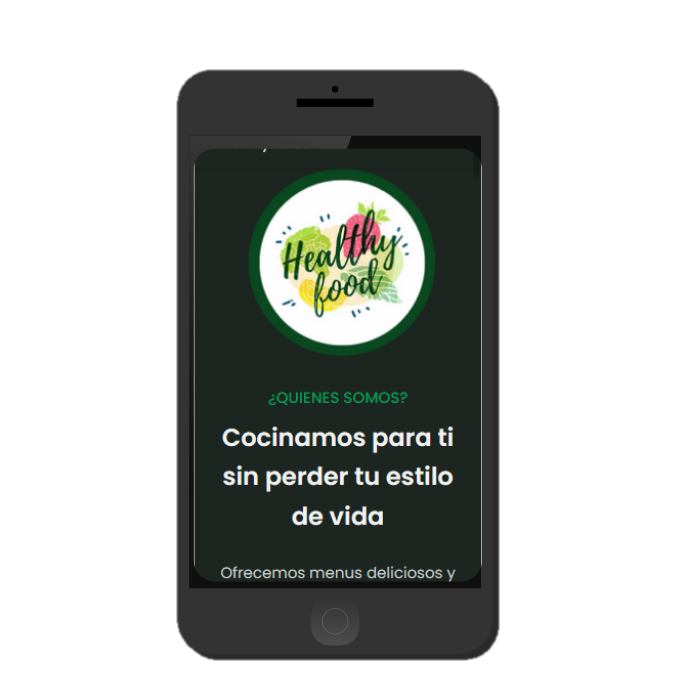 Healthy
food
¿QUIENES SOMOS?
Cocinamos para ti
sin perder tu estilo
de vida
Ofrecemos menus deliciosos y